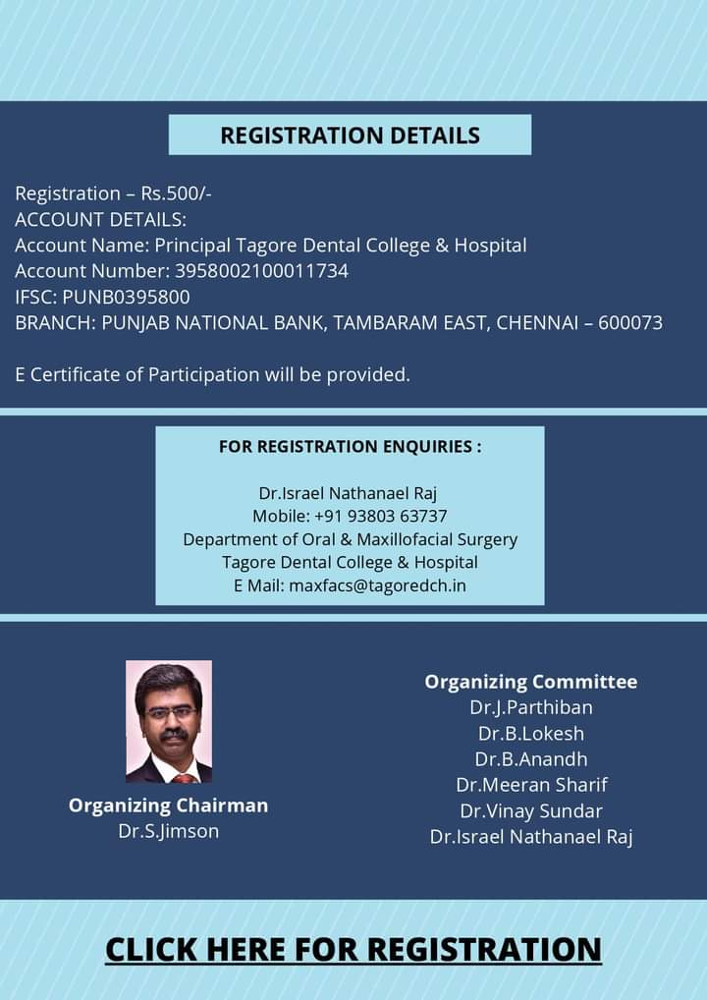 REGISTRATION DETAILS
Registration – Rs.500/-
ACCOUNT DETAILS:
Account Name: Principal Tagore Dental College & Hospital
Account Number: 3958002100011734
IFSC: PUNB0395800
BRANCH: PUNJAB NATIONAL BANK, TAMBARAM EAST, CHENNAI – 600073
E Certificate of Participation will be provided.
FOR REGISTRATION ENQUIRIES :
Dr.Israel Nathanael Raj
Mobile: +91 93803 63737
Department of Oral & Maxillofacial Surgery
Tagore Dental College & Hospital
E Mail: maxfacs@tagoredch.in
Organizing Chairman
Dr.S.Jimson
Organizing Committee
Dr.J.Parthiban
Dr.B.Lokesh
Dr.B.Anandh
Dr.Meeran Sharif
Dr.Vinay Sundar
Dr.Israel Nathanael Raj
CLICK HERE FOR REGISTRATION